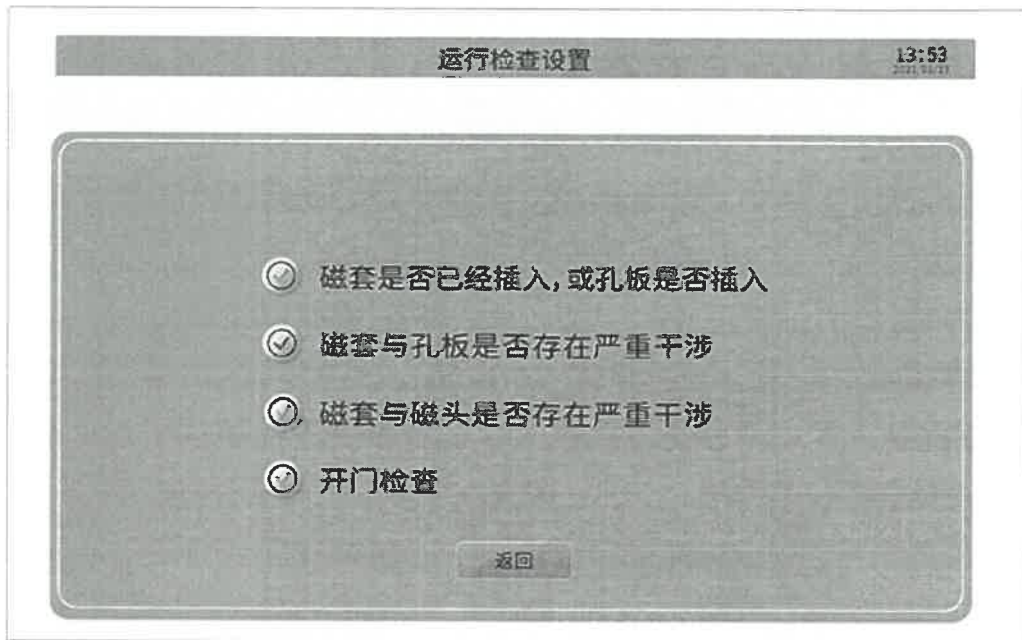 运行检查设置
13:53
磁套是否已经插入,或孔板是否插入
磁套与孔板是否存在严重干涉
磁套与磁头是否存在严重干涉
开门检查
返回